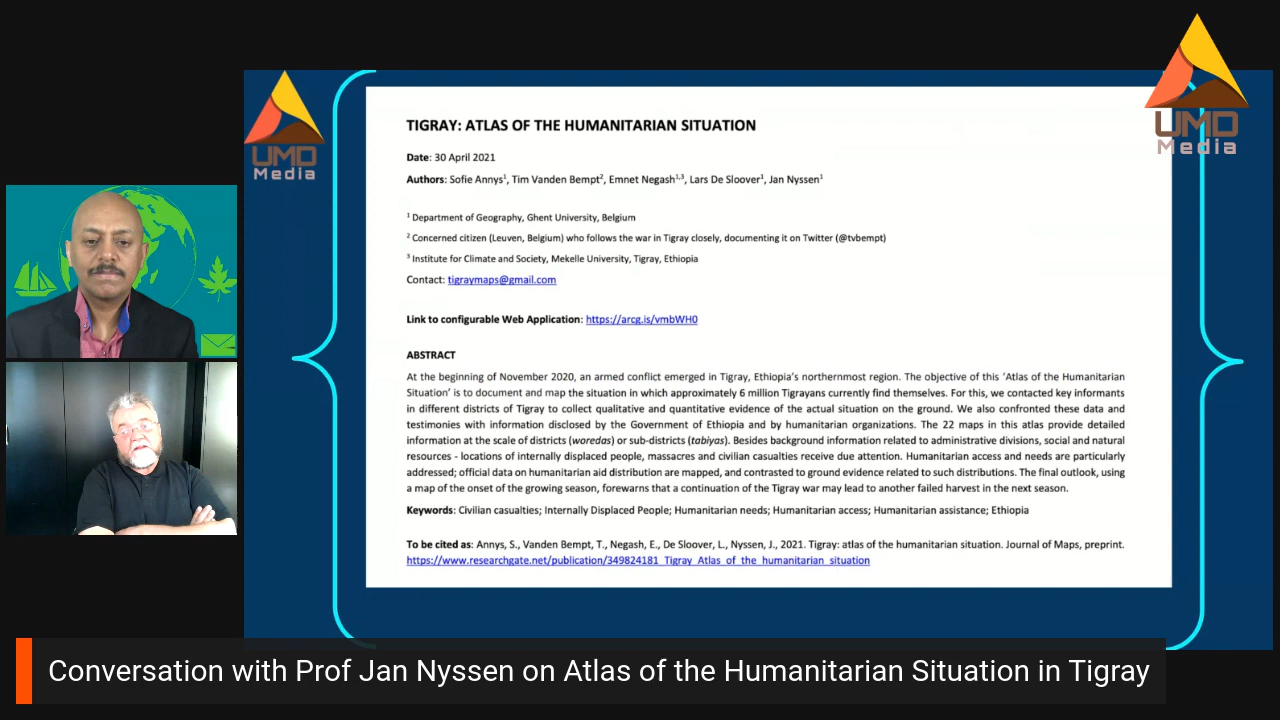 UMD
Media
UMD
Media
TIGRAY: ATLAS OF THE HUMANITARIAN SITUATION
Date: 30 April 2021
Authors: Sofie Annys1, Tim Vanden Bempt2, Emnet Negash1,3, Lars De Sloover1, Jan Nyssen1
1 Department of Geography, Ghent University, Belgium
2 Concerned citizen (Leuven, Belgium) who follows the war in Tigray closely, documenting it on Twitter (@tvbempt)
3 Institute for Climate and Society, Mekelle University, Tigray, Ethiopia
Contact: tigraymaps@gmail.com
Link to configurable Web Application: https://arcg.is/vmbWH0
ABSTRACT
At the beginning of November 2020, an armed conflict emerged in Tigray, Ethiopia's northernmost region. The objective of this 'Atlas of the Humanitarian
Situation' is to document and map the situation in which approximately 6 million Tigrayans currently find themselves. For this, we contacted key informants
in different districts of Tigray to collect qualitative and quantitative evidence of the actual situation on the ground. We also confronted these data and
testimonies with information disclosed by the Government of Ethiopia and by humanitarian organizations. The 22 maps in this atlas provide detailed
information at the scale of districts (woredas) or sub-districts (tabiyas). Besides background information related to administrative divisions, social and natural
resources - locations of internally displaced people, massacres and civilian casualties receive due attention. Humanitarian access and needs are particularly
addressed; official data on humanitarian aid distribution are mapped, and contrasted to ground evidence related to such distributions. The final outlook, using
a map of the onset of the growing season, forewarns that a continuation of the Tigray war may lead to another failed harvest in the next season.
Keywords: Civilian casualties; Internally Displaced People; Humanitarian needs; Humanitarian access; Humanitarian assistance; Ethiopia
To be cited as: Annys, S., Vanden Bempt, T., Negash, E., De Sloover, L., Nyssen, J., 2021. Tigray: atlas of the humanitarian situation. Journal of Maps, preprint.
https://www.researchgate.net/publication/349824181_Tigray_Atlas_of_the_humanitarian_situation
Conversation with Prof Jan Nyssen on Atlas of the Humanitarian Situation in Tigray